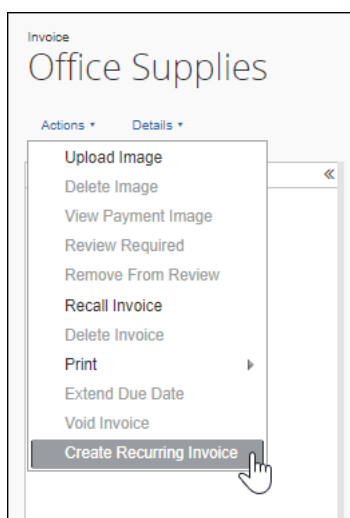 Invoice
Office Supplies
Actions
Details
Upload Image
Delete Image
View Payment Image
Review Required
Remove From Review
Recall Invoice
Delete Invoice
Print
Extend Due Date
Void Invoice
Create Recurring Invoice